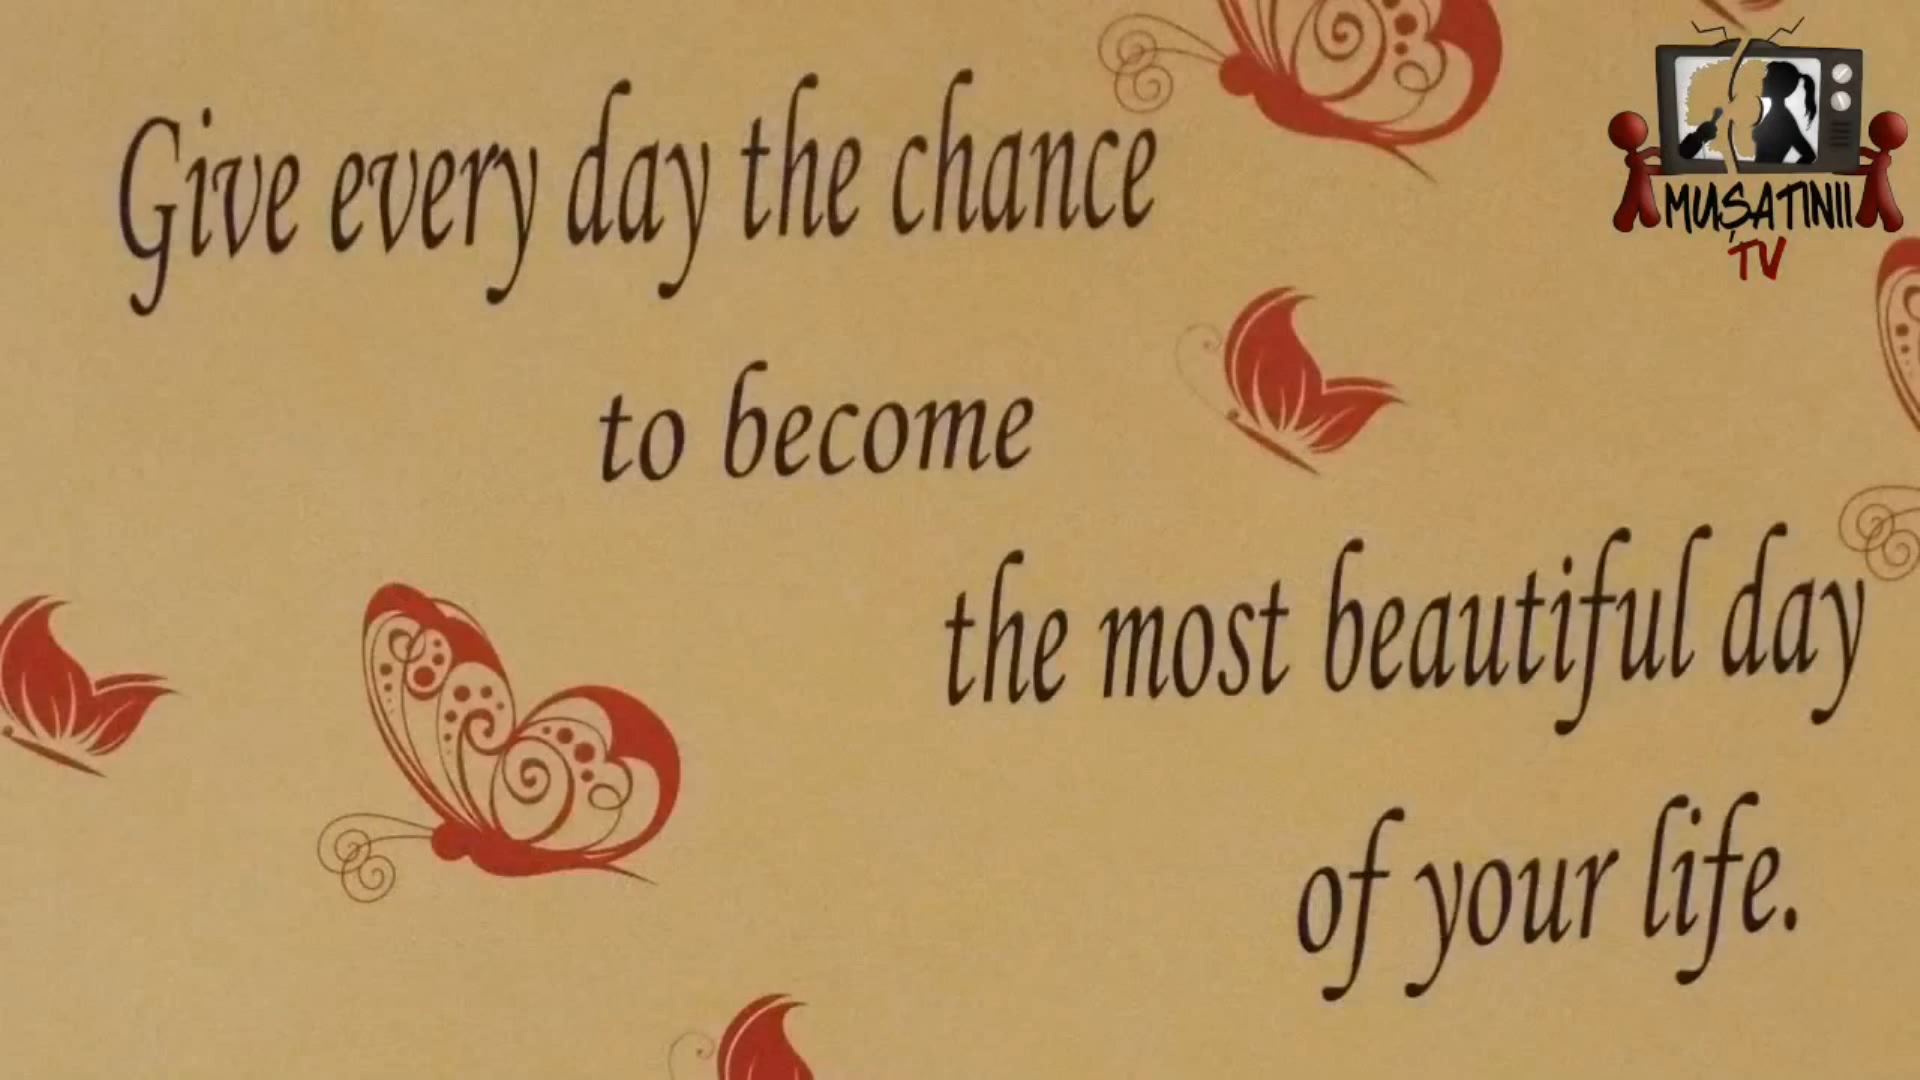 Give every day the chance
to become
the most beautiful day
of your life.
MUȘATINII
TV